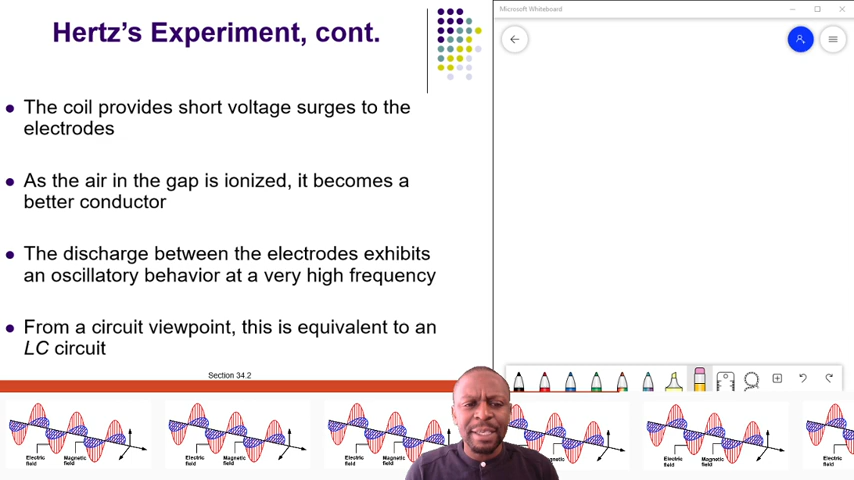 Hertz's Experiment, cont.
Microsoft Whiteboard
The coil provides short voltage surges to the
electrodes
As the air in the gap is ionized, it becomes a
better conductor
The discharge between the electrodes exhibits
an oscillatory behavior at a very high frequency
From a circuit viewpoint, this is equivalent to an
LC circuit
Section 34.2
Electric
field
Magnetic
field
Electric
field
Magnetic
field
Electric
field
Magnetic
field
Electric
field
Magnetic
field
Electric
field